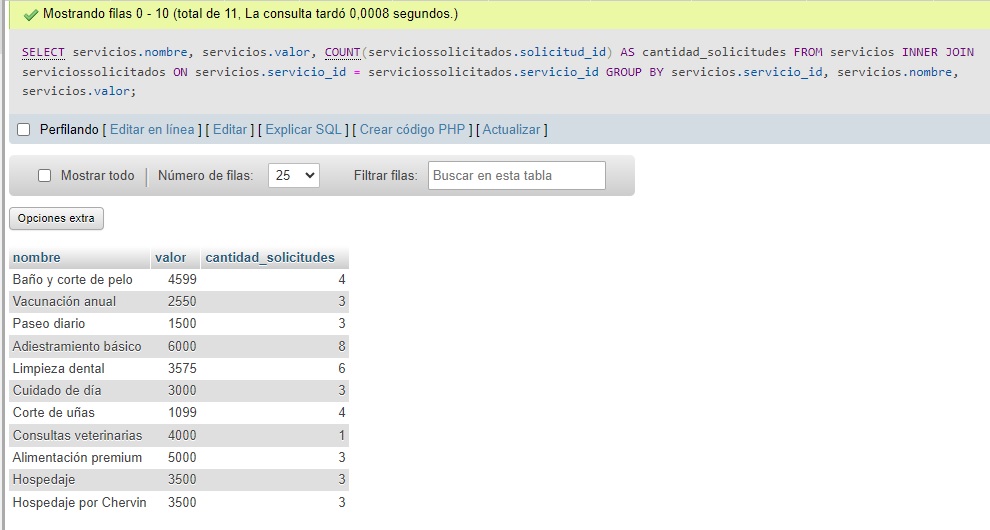 Mostrando filas 0 - 10 (total de 11, La consulta tardó 0,0008 segundos.)
SELECT servicios.nombre, servicios.valor, COUNT(serviciossolicitados.solicitud_id) AS cantidad_solicitudes FROM servicios INNER JOIN
serviciossolicitados ON servicios.servicio_id = serviciossolicitados.servicio_id GROUP BY servicios.servicio_id, servicios.nombre,
servicios.valor;
Perfilando [ Editar en línea ] [ Editar ] [ Explicar SQL ] [ Crear código PHP ] [ Actualizar ]
Mostrar todo | Número de filas: 25 Filtrar filas: Buscar en esta tabla
Opciones extra
nombre valor cantidad_solicitudes
Baño y corte de pelo 4599 4
Vacunación anual 2550 3
Paseo diario 1500 3
Adiestramiento básico 6000 8
Limpieza dental 3575 6
Cuidado de día 3000 3
Corte de uñas 1099 4
Consultas veterinarias 4000 1
Alimentación premium 5000 3
Hospedaje 3500 3
Hospedaje por Chervin 3500 3